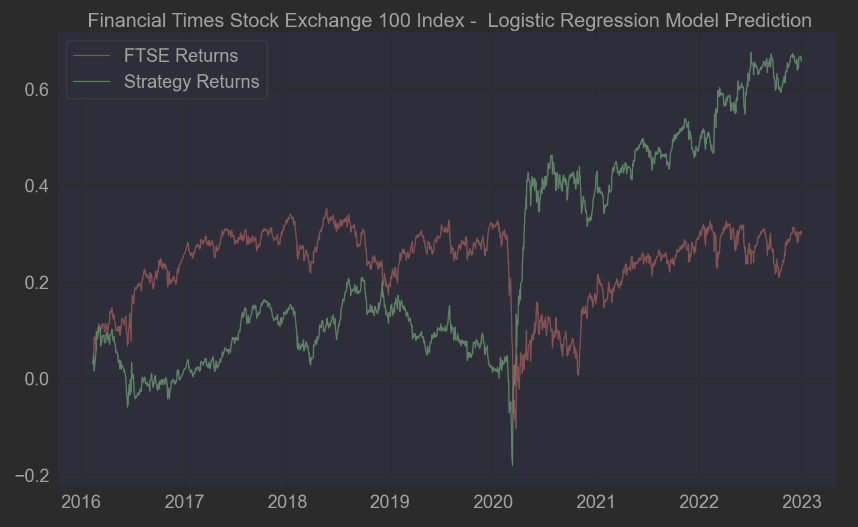 Financial Times Stock Exchange 100 Index - Logistic Regression Model Prediction
FTSE Returns
Strategy Returns
0.6
0.4
0.2
0.0
−0.2
2016 2017 2018 2019 2020 2021 2022 2023